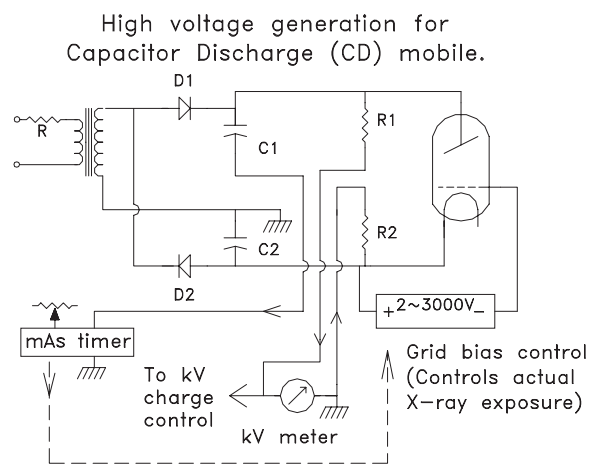 High voltage generation for
Capacitor Discharge (CD) mobile.
D1
R
C1
R1
C2
R2
D2
+2~3000V-
mAs timer
Grid bias control
(Controls actual
X-ray exposure)
To kV
charge
control
kV meter